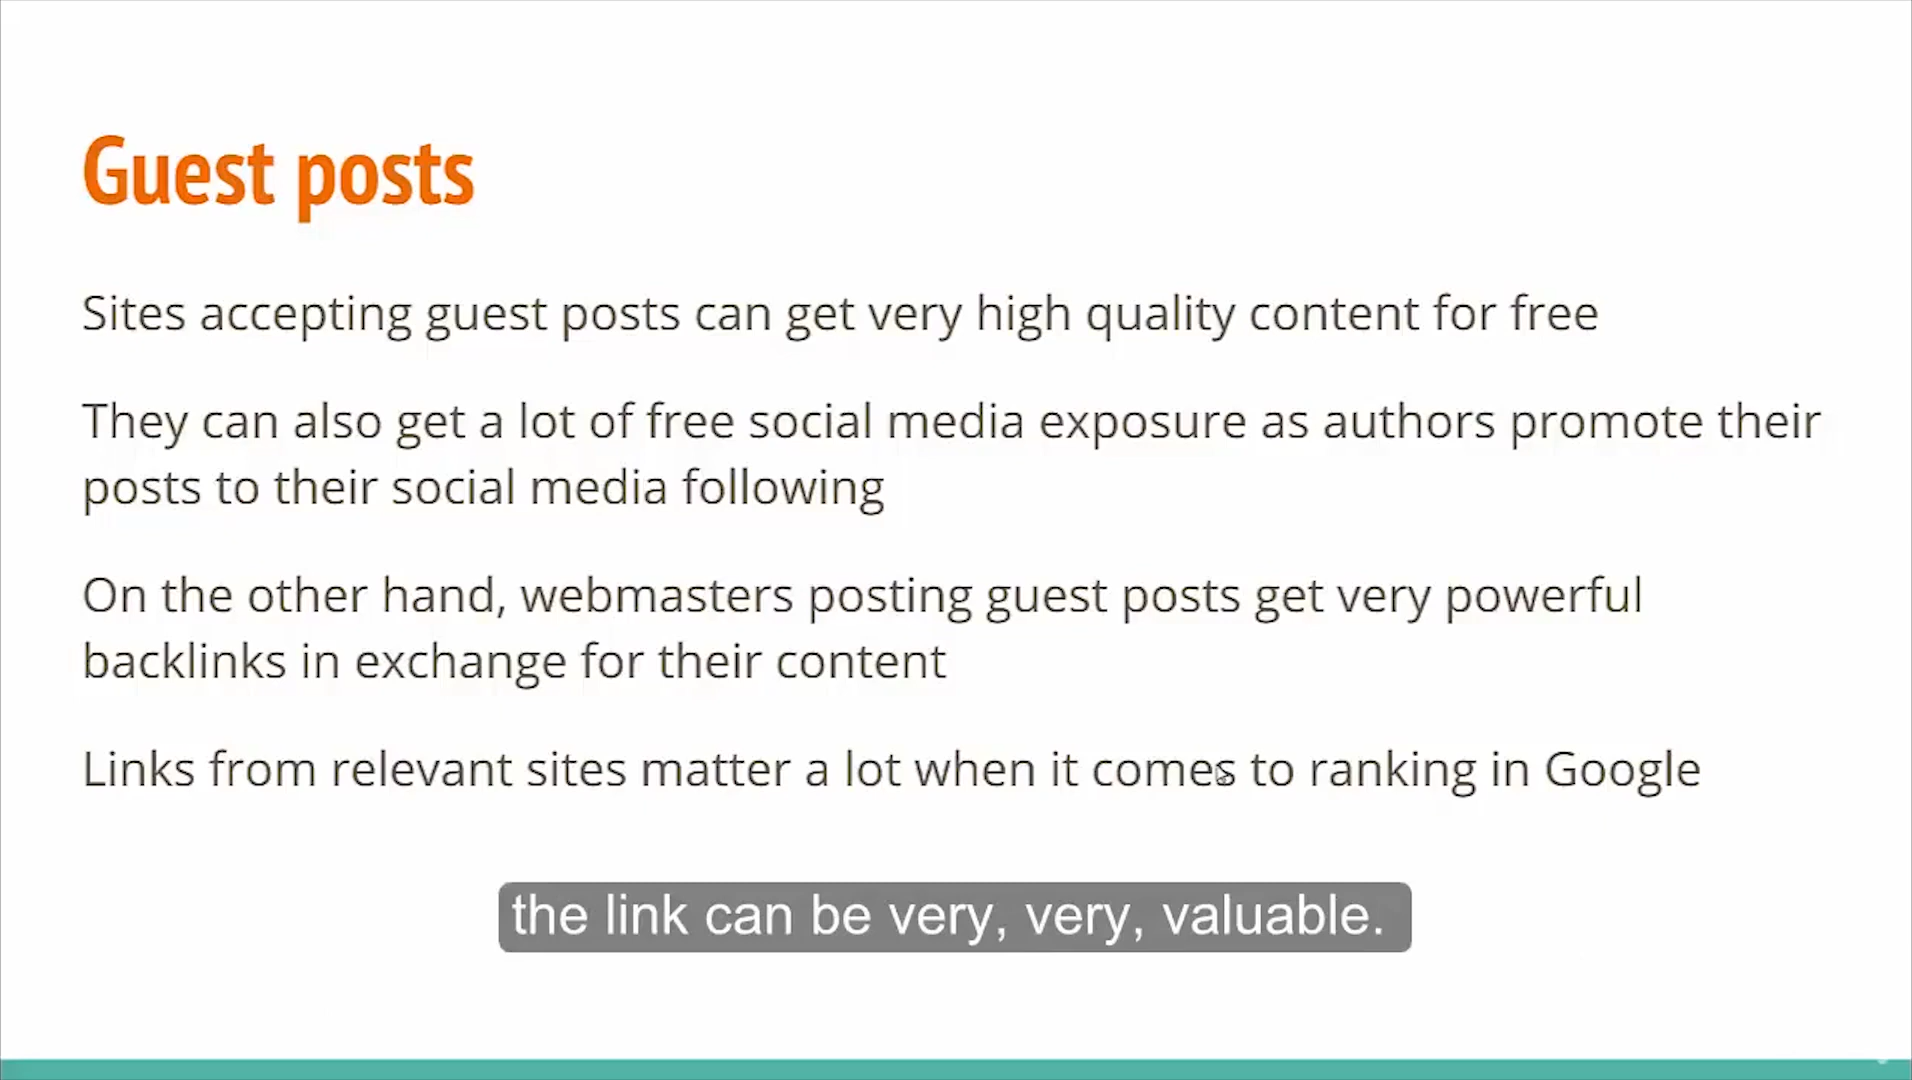 Guest posts
Sites accepting guest posts can get very high quality content for free
They can also get a lot of free social media exposure as authors promote their
posts to their social media following
On the other hand, webmasters posting guest posts get very powerful
backlinks in exchange for their content
Links from relevant sites matter a lot when it comes to ranking in Google
the link can be very, very, valuable.